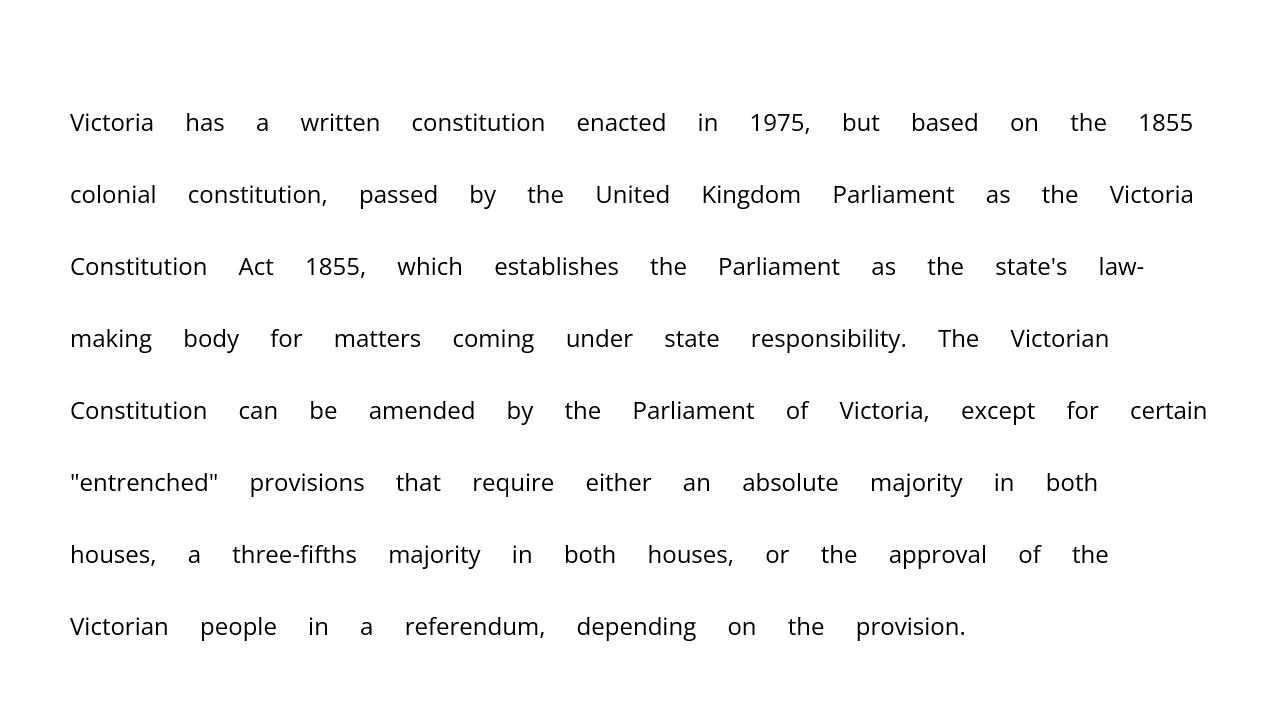 Victoria has a written constitution enacted in 1975, but based on the 1855
colonial constitution, passed by the United Kingdom Parliament as the Victoria
Constitution Act 1855, which establishes the Parliament as the state's law-
making body for matters coming under state responsibility. The Victorian
Constitution can be amended by the Parliament of Victoria, except for certain
"entrenched" provisions that require either an absolute majority in both
houses, a three-fifths majority in both houses, or the approval of the
Victorian people in a referendum, depending on the provision.